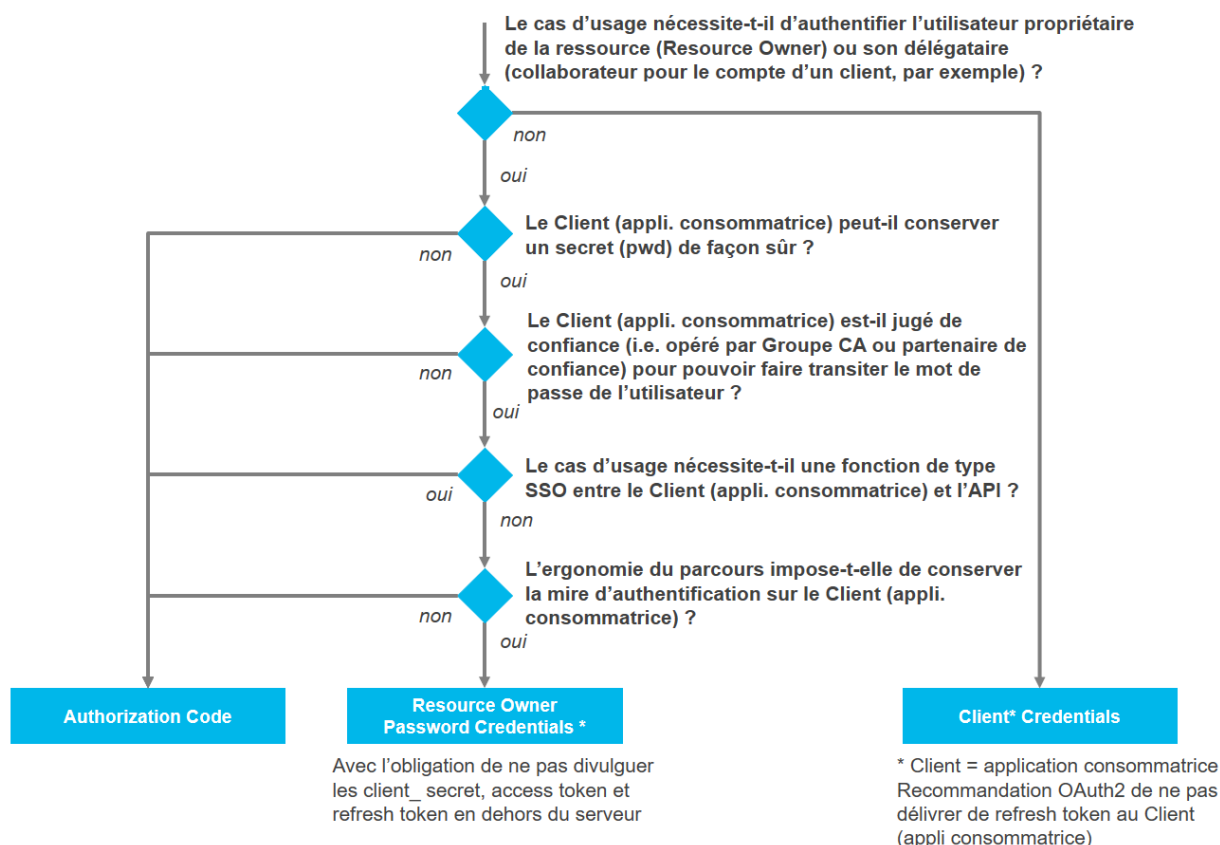 Le cas d'usage nécessite-t-il d'authentifier l'utilisateur propriétaire
de la ressource (Resource Owner) ou son délégataire
(collaborateur pour le compte d'un client, par exemple) ?
non
oui
Le Client (appli. consommatrice) peut-il conserver
un secret (pwd) de façon sûr ?
non
oui
Le Client (appli. consommatrice) est-il jugé de
confiance (i.e. opéré par Groupe CA ou partenaire de
confiance) pour pouvoir faire transiter le mot de
passe de l'utilisateur ?
non
oui
Le cas d'usage nécessite-t-il une fonction de type
SSO entre le Client (appli. consommatrice) et l'API ?
oui
non
L'ergonomie du parcours impose-t-elle de conserver
la mire d'authentification sur le Client (appli.
consommatrice) ?
non
oui
Authorization Code
Resource Owner
Password Credentials *
Client* Credentials
Avec l'obligation de ne pas divulguer
les client_ secret, access token et
refresh token en dehors du serveur
* Client = application consommatrice
Recommandation OAuth2 de ne pas
délivrer de refresh token au Client
(appli consommatrice)